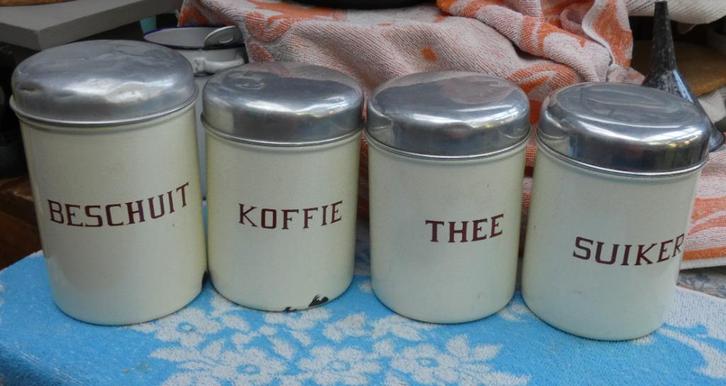 BESCHUIT
KOFFIE
THEE
SUIKER